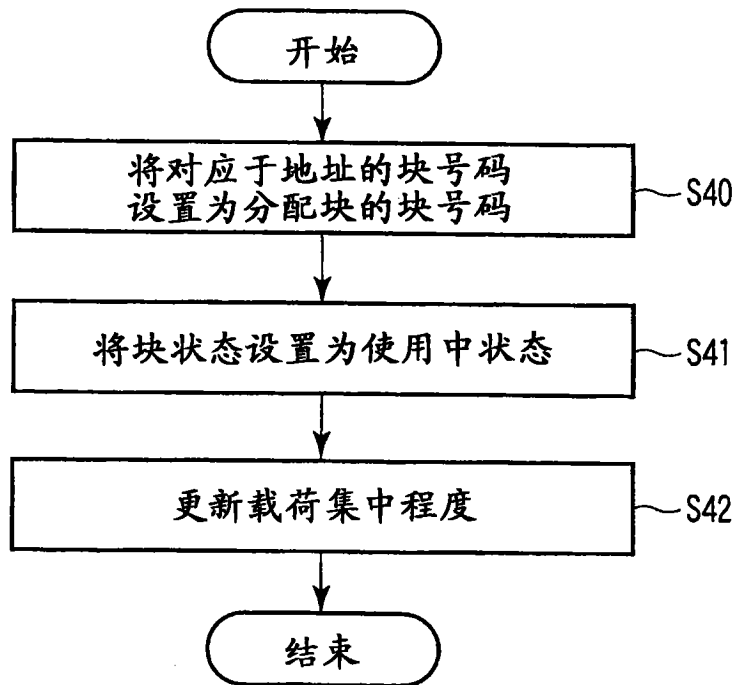 开始
将对应于地址的块号码
设置为分配块的块号码
S40
将块状态设置为使用中状态
S41
更新载荷集中程度
S42
结束